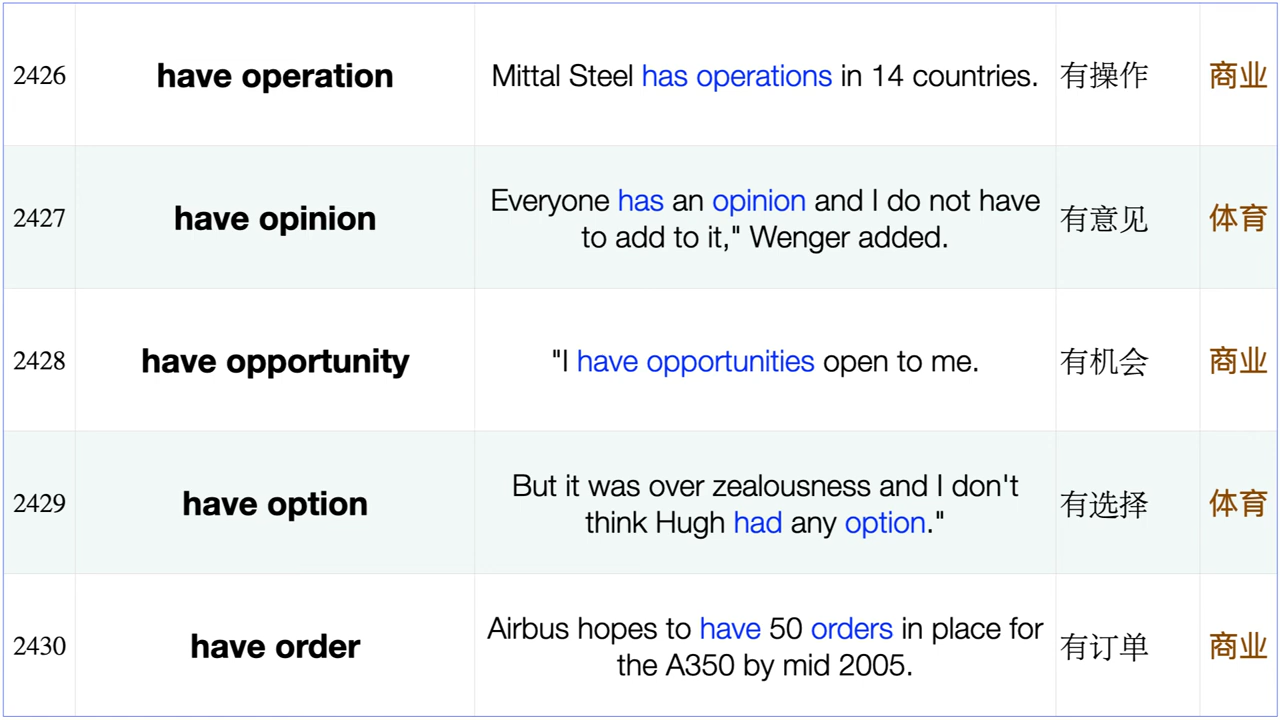 2426 have operation Mittal Steel has operations in 14 countries. 有操作 商业
2427 have opinion Everyone has an opinion and I do not have
to add to it," Wenger added. 有意见 体育
2428 have opportunity "I have opportunities open to me. 有机会 商业
2429 have option But it was over zealousness and I don't
think Hugh had any option." 有选择 体育
2430 have order Airbus hopes to have 50 orders in place for
the A350 by mid 2005. 有订单 商业